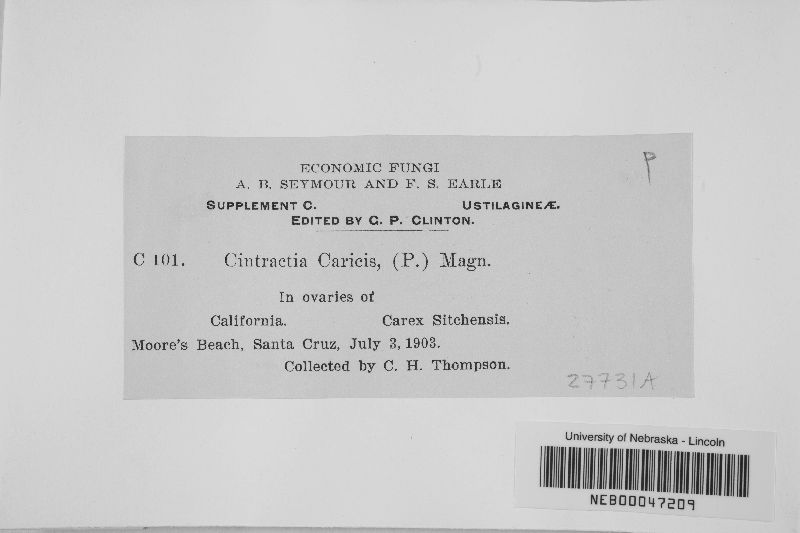 ECONOMIC FUNGI
A. B. SEYMOUR AND F. S. EARLE
SUPPLEMENT C. USTILAGINEÆ.
EDITED BY G. P. CLINTON.
P
C 101. Cintractia Caricis, (P.) Magn.
In ovaries of
California. Carex Sitchensis.
Moore's Beach, Santa Cruz, July 3, 1903.
Collected by C. H. Thompson.
27731A
University of Nebraska - Lincoln
NEB00047209